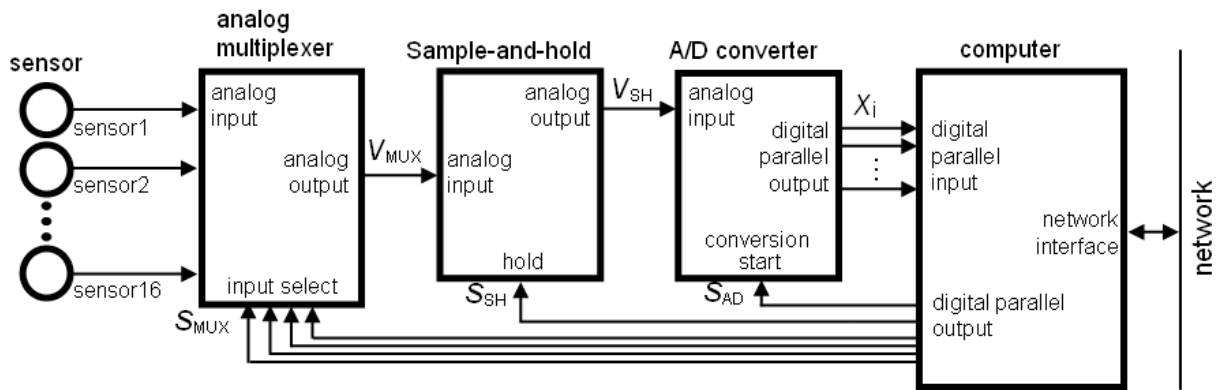 sensor
sensor1
sensor2
sensor16
analog
multiplexer
analog
input
analog
output
input select
S_MUX
V_MUX
Sample-and-hold
analog
output
analog
input
hold
S_SH
V_SH
A/D converter
analog
input
digital
parallel
output
conversion
start
S_AD
X_i
computer
digital
parallel
input
network
interface
digital parallel
output
network